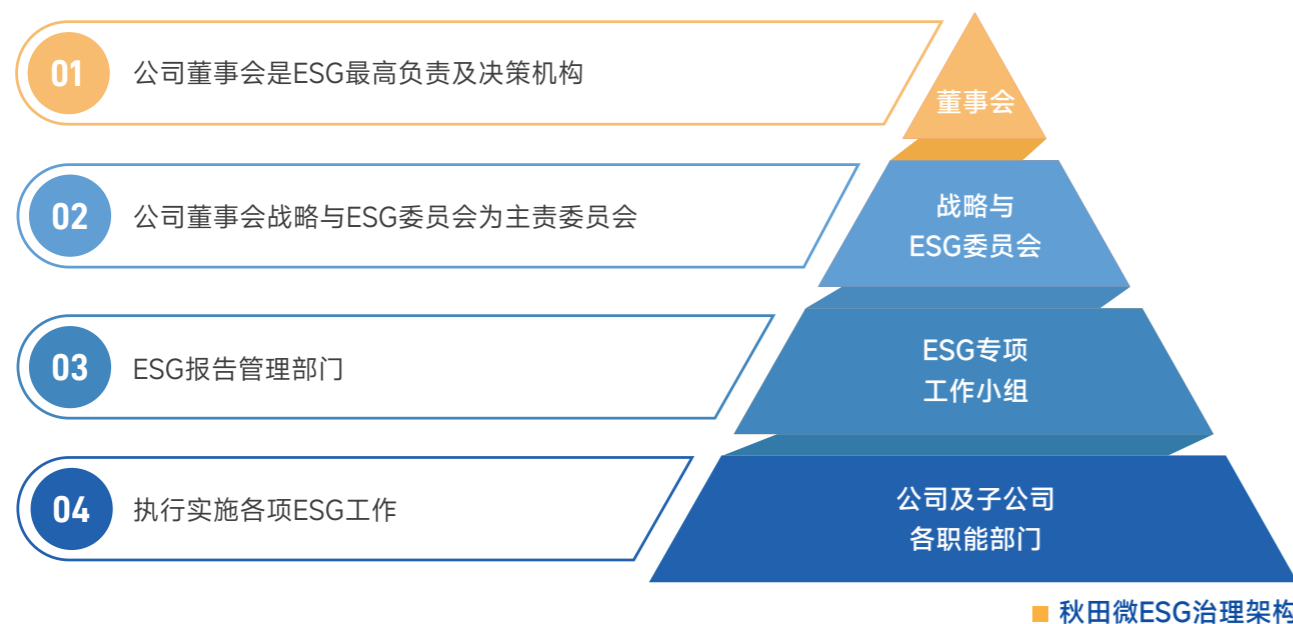 01
公司董事会是ESG最高负责及决策机构
董事会
02
公司董事会战略与ESG委员会为主责委员会
战略与
ESG委员会
03
ESG报告管理部门
ESG专项
工作小组
04
执行实施各项ESG工作
公司及子公司
各职能部门
秋田微ESG治理架构